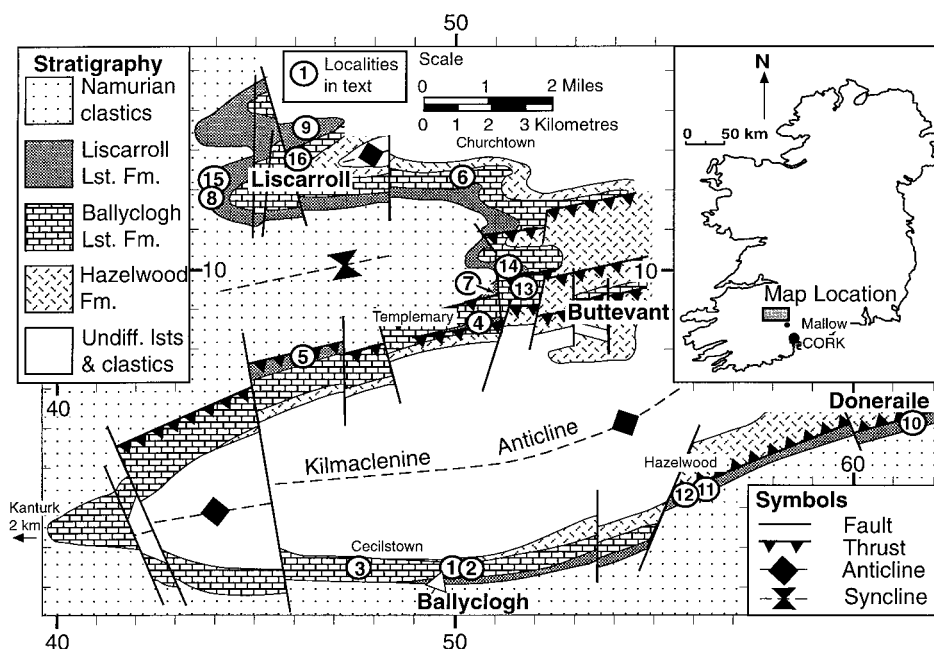 50
Stratigraphy
Namurian
clastics
Liscarroll
Lst. Fm.
Ballyclogh
Lst. Fm.
Hazelwood
Fm.
Undiff. lsts
& clastics
1 Localities
in text
Scale
0 1 2 Miles
0 1 2 3 Kilometres
Churchtown
N
0 50 km
Map Location
Mallow
CORK
9
16
15
Liscarroll
8
6
10
14
10
7
13
Templemary
4
Buttevant
5
40
Kilmaclenine
Anticline
Doneraile
10
Hazelwood
60
12 11
Kanturk
2 km
Cecilstown
3
1 2
Ballyclogh
Symbols
Fault
Thrust
Anticline
Syncline
40
50